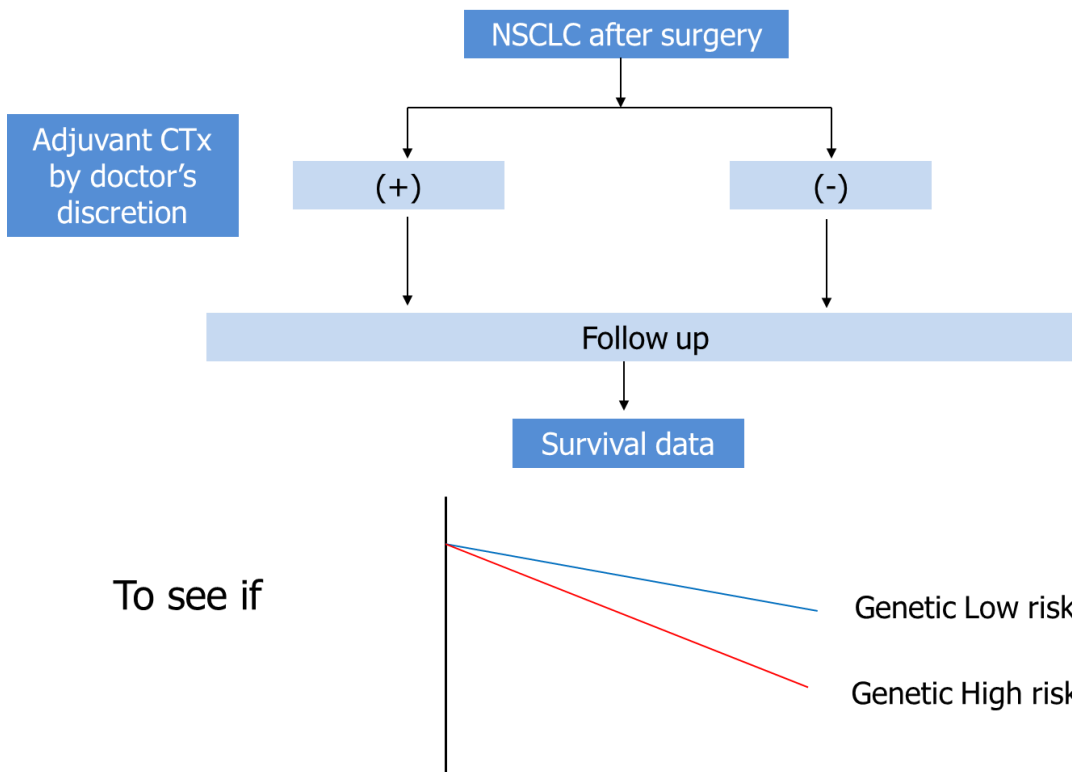 NSCLC after surgery
Adjuvant CTx
by doctor's
discretion
(+)
(-)
Follow up
Survival data
To see if
Genetic Low risk
Genetic High risk